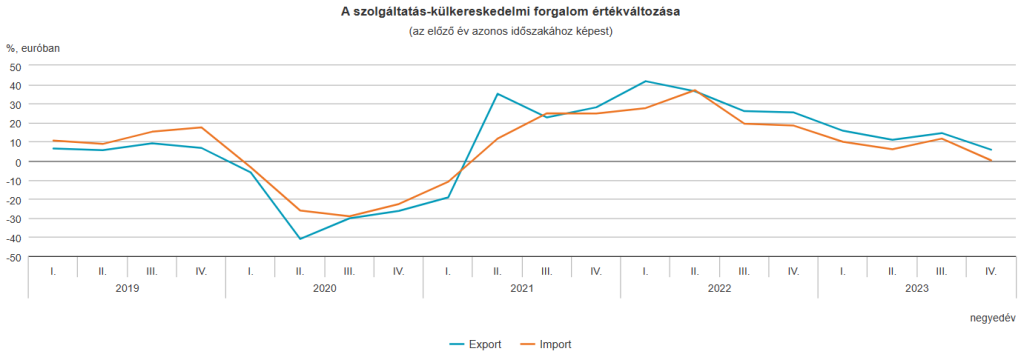 A szolgáltatás-külkereskedelmi forgalom értékváltozása
(az előző év azonos időszakához képest)
%, euróban
50
40
30
20
10
0
-10
-20
-30
-40
-50
I. II. III. IV. I. II. III. IV. I. II. III. IV. I. II. III. IV. I. II. III. IV.
2019 2020 2021 2022 2023
negyedév
Export Import